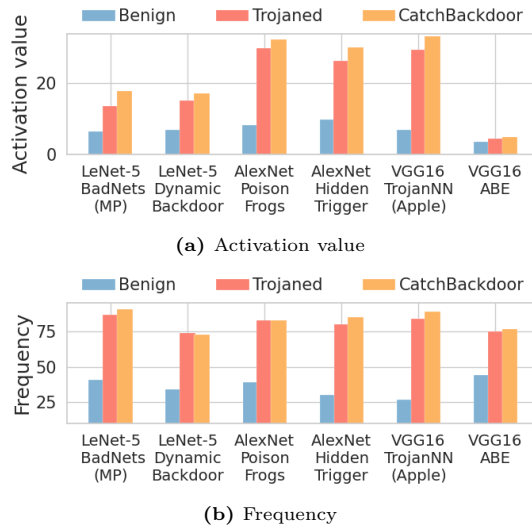 Benign Trojaned CatchBackdoor
Activation value
20
0
LeNet-5 BadNets (MP)
LeNet-5 Dynamic Backdoor
AlexNet Poison Frogs
AlexNet Hidden Trigger
VGG16 TrojanNN (Apple)
VGG16 ABE
(a) Activation value
Benign Trojaned CatchBackdoor
Frequency
75
50
25
LeNet-5 BadNets (MP)
LeNet-5 Dynamic Backdoor
AlexNet Poison Frogs
AlexNet Hidden Trigger
VGG16 TrojanNN (Apple)
VGG16 ABE
(b) Frequency